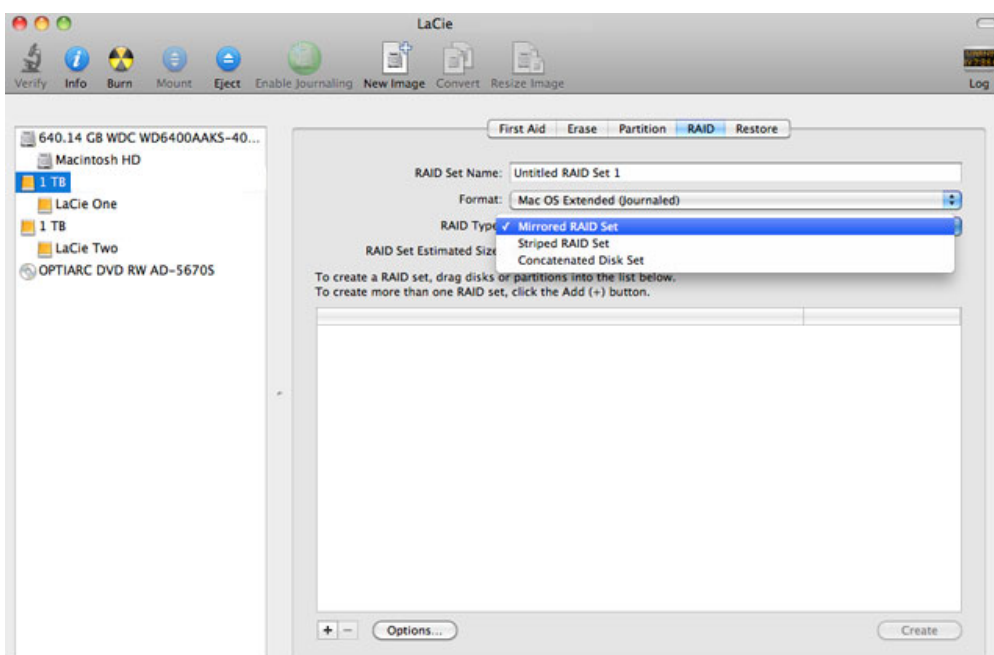 LaCie
Verify Info Burn Mount Eject Enable Journaling New Image Convert Resize Image Log
640.14 GB WDC WD6400AAKS-40...
Macintosh HD
1 TB
LaCie One
1 TB
LaCie Two
OPTIARC DVD RW AD-5670S
First Aid Erase Partition RAID Restore
RAID Set Name: Untitled RAID Set 1
Format: Mac OS Extended (Journaled)
RAID Type ✓ Mirrored RAID Set
Striped RAID Set
RAID Set Estimated Size
Concatenated Disk Set
To create a RAID set, drag disks or partitions into the list below.
To create more than one RAID set, click the Add (+) button.
+ - Options... Create